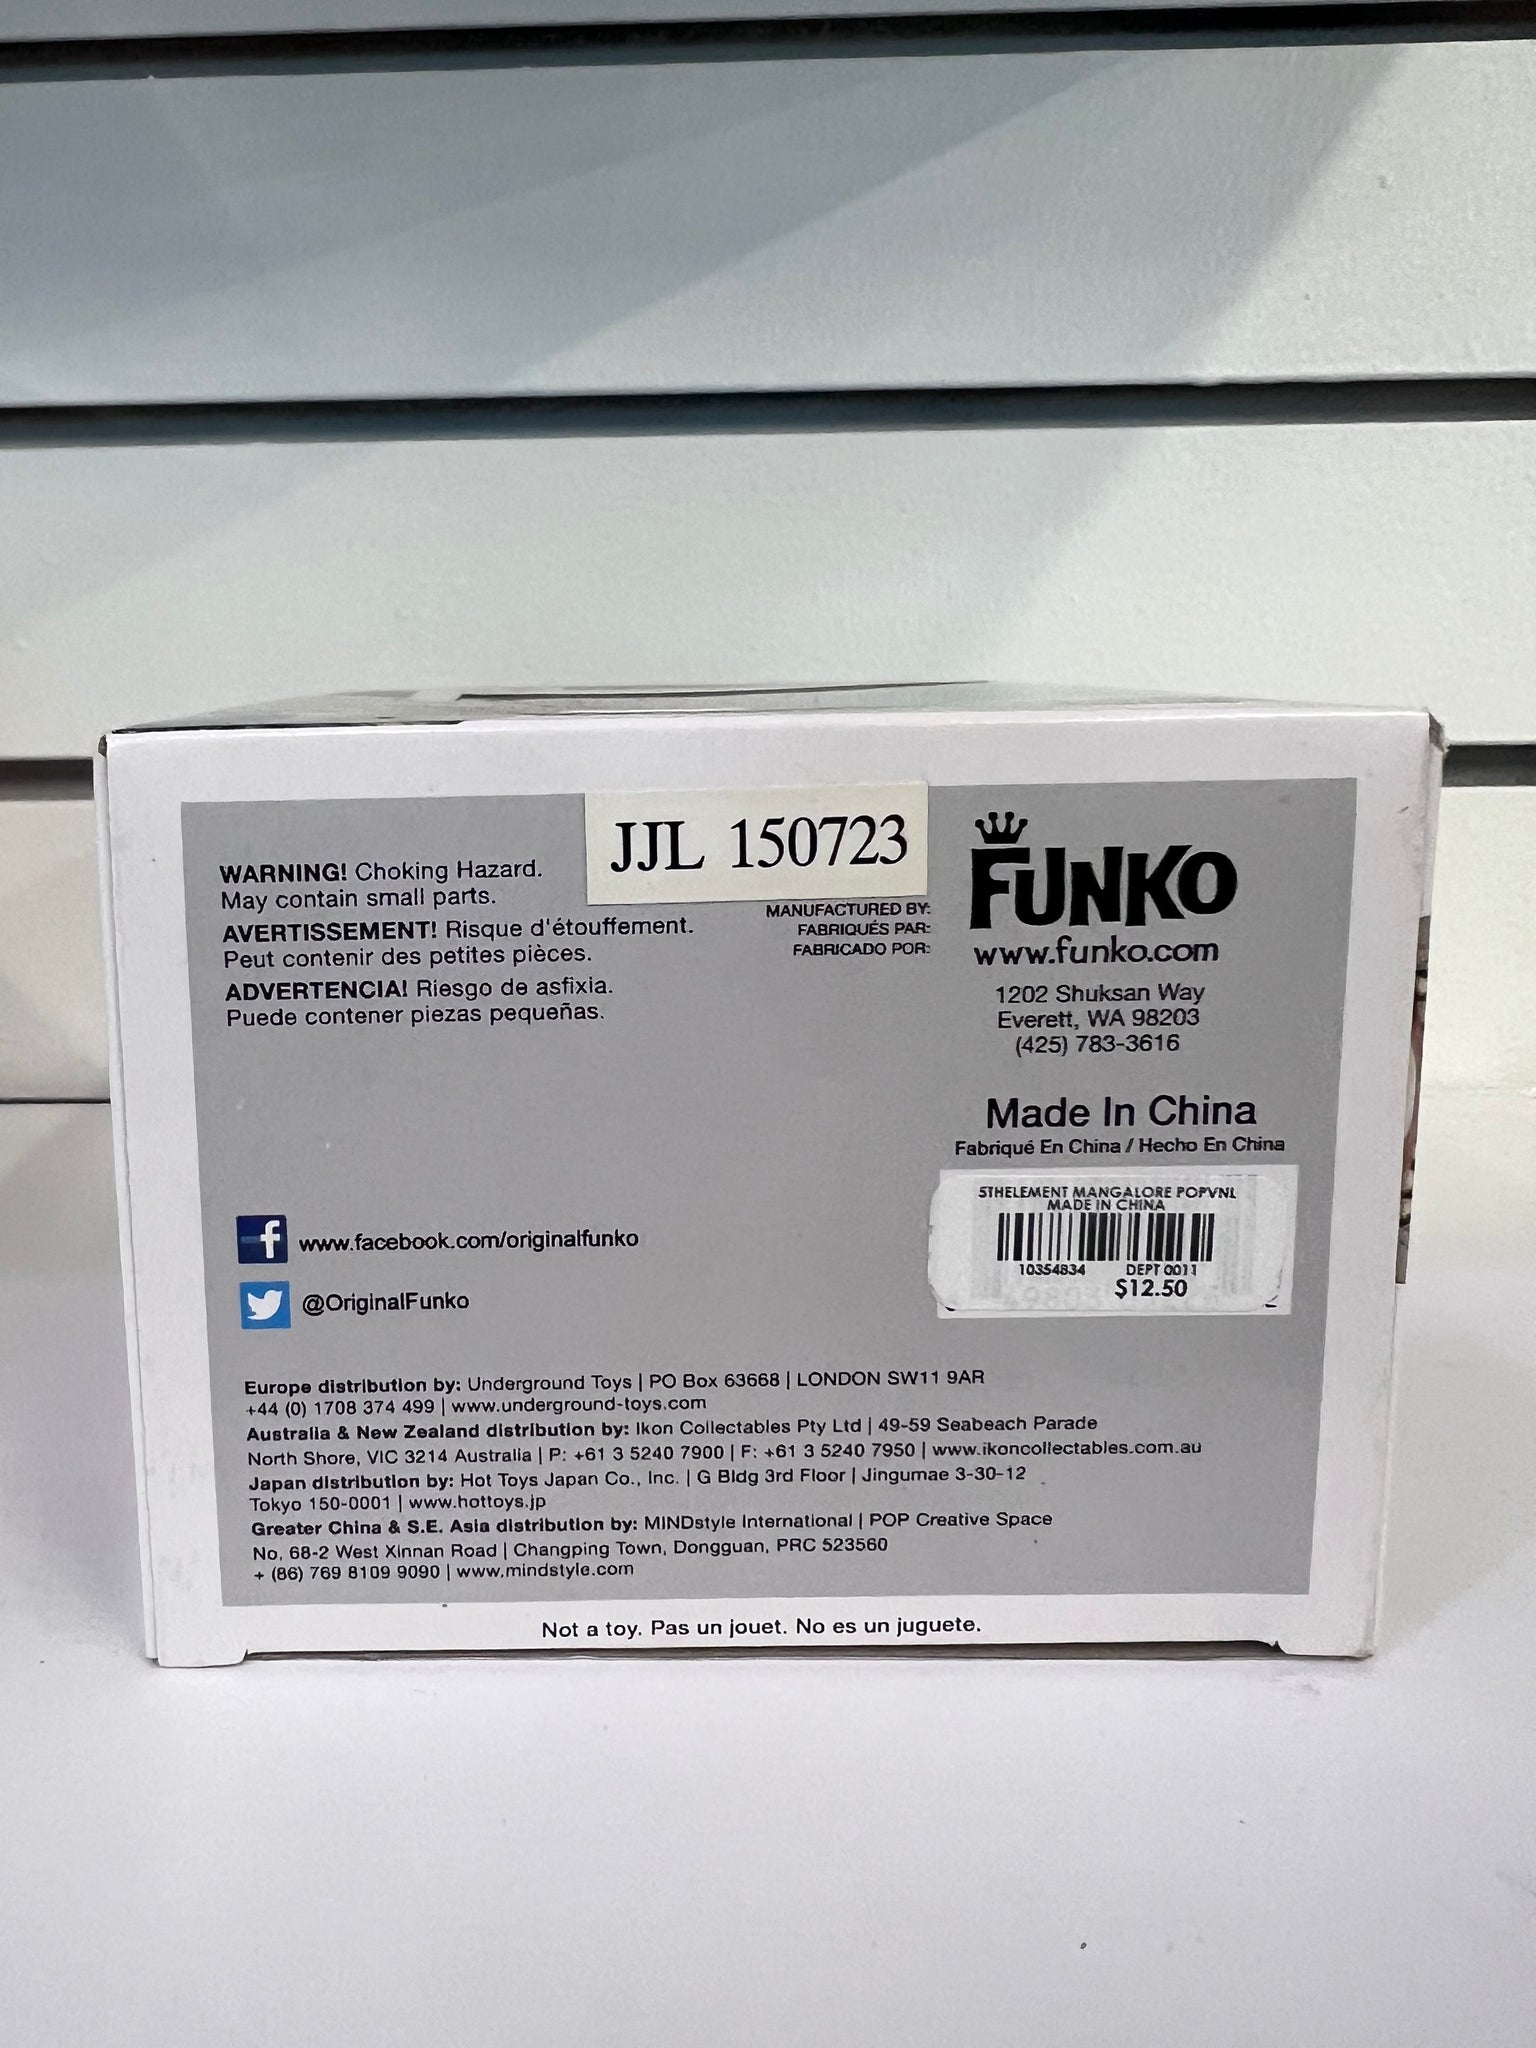 JJL 150723
WARNING! Choking Hazard.
May contain small parts.
AVERTISSEMENT! Risque d'étouffement.
Peut contenir des petites pièces.
ADVERTENCIA! Riesgo de asfixia.
Puede contener piezas pequeñas.
MANUFACTURED BY:
FABRIQUÉS PAR:
FABRICADO POR:
FUNKO
www.funko.com
1202 Shuksan Way
Everett, WA 98203
(425) 783-3616
Made In China
Fabriqué En China / Hecho En China
5THELEMENT MANGALORE POPVNL
MADE IN CHINA
10354834 DEPT 0011
$12.50
f www.facebook.com/originalfunko
@OriginalFunko
Europe distribution by: Underground Toys | PO Box 63668 | LONDON SW11 9AR
+44 (0) 1708 374 499 | www.underground-toys.com
Australia & New Zealand distribution by: Ikon Collectables Pty Ltd | 49-59 Seabeach Parade
North Shore, VIC 3214 Australia | P: +61 3 5240 7900 | F: +61 3 5240 7950 | www.ikoncollectables.com.au
Japan distribution by: Hot Toys Japan Co., Inc. | G Bldg 3rd Floor | Jingumae 3-30-12
Tokyo 150-0001 | www.hottoys.jp
Greater China & S.E. Asia distribution by: MINDstyle International | POP Creative Space
No, 68-2 West Xinnan Road | Changping Town, Dongguan, PRC 523560
+ (86) 769 8109 9090 | www.mindstyle.com
Not a toy. Pas un jouet. No es un juguete.